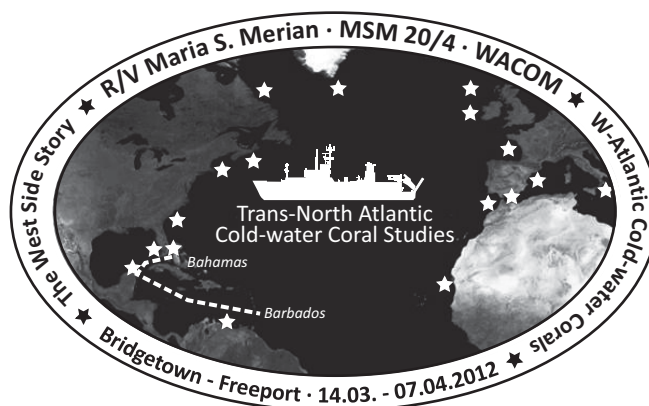 The West Side Story ★ R/V Maria S. Merian · MSM 20/4 · WACOM ★ W-Atlantic Cold-water Corals
Trans-North Atlantic
Cold-water Coral Studies
Bahamas
Barbados
★ Bridgetown - Freeport · 14.03. - 07.04.2012 ★